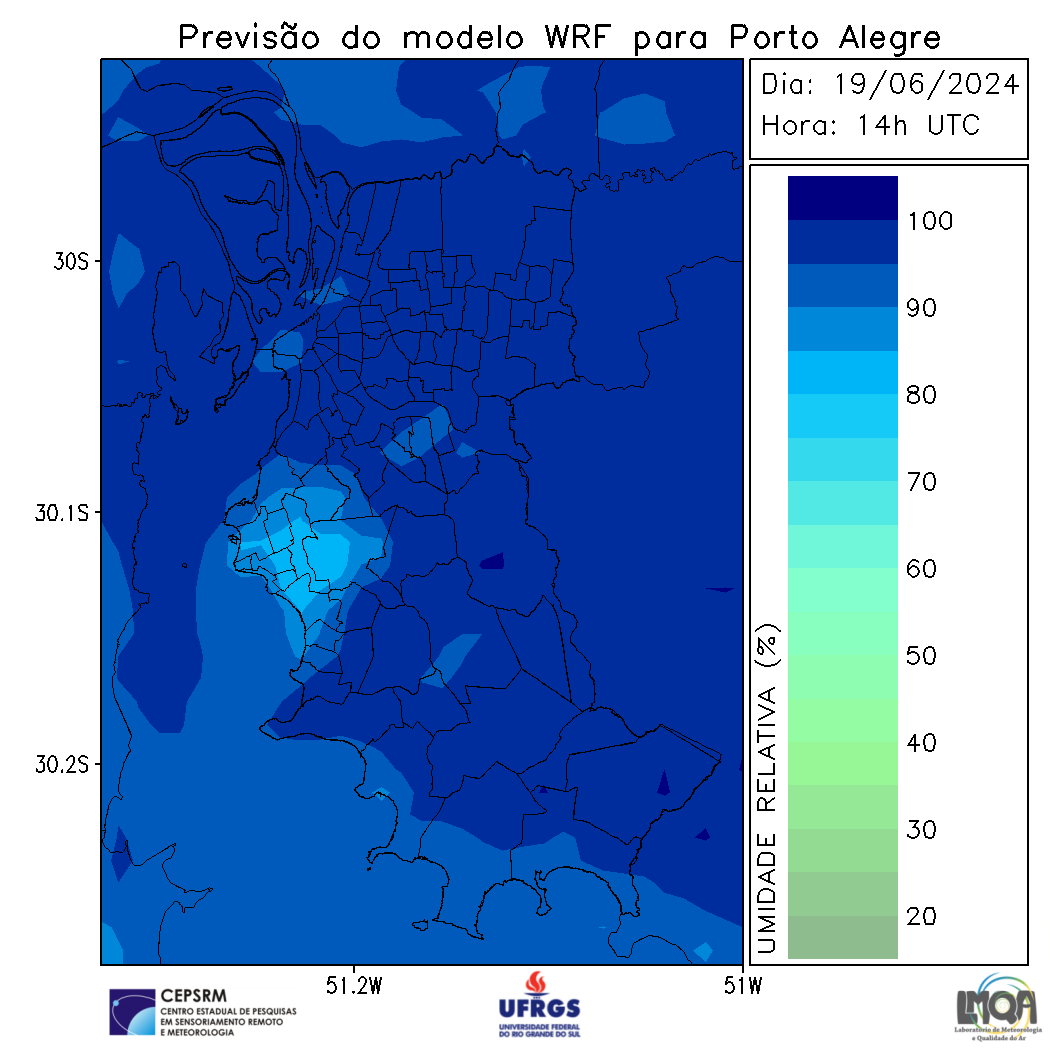 Previsão do modelo WRF para Porto Alegre
Dia: 19/06/2024
Hora: 14h UTC
30S
30.1S
30.2S
51.2W
51W
100
90
80
70
60
50
40
30
20
UMIDADE RELATIVA (%)
CEPSRM
CENTRO ESTADUAL DE PESQUISAS
EM SENSORIAMENTO REMOTO
E METEOROLOGIA
UFRGS
UNIVERSIDADE FEDERAL
DO RIO GRANDE DO SUL
LMQA
Laboratório de Meteorologia
e Qualidade do Ar